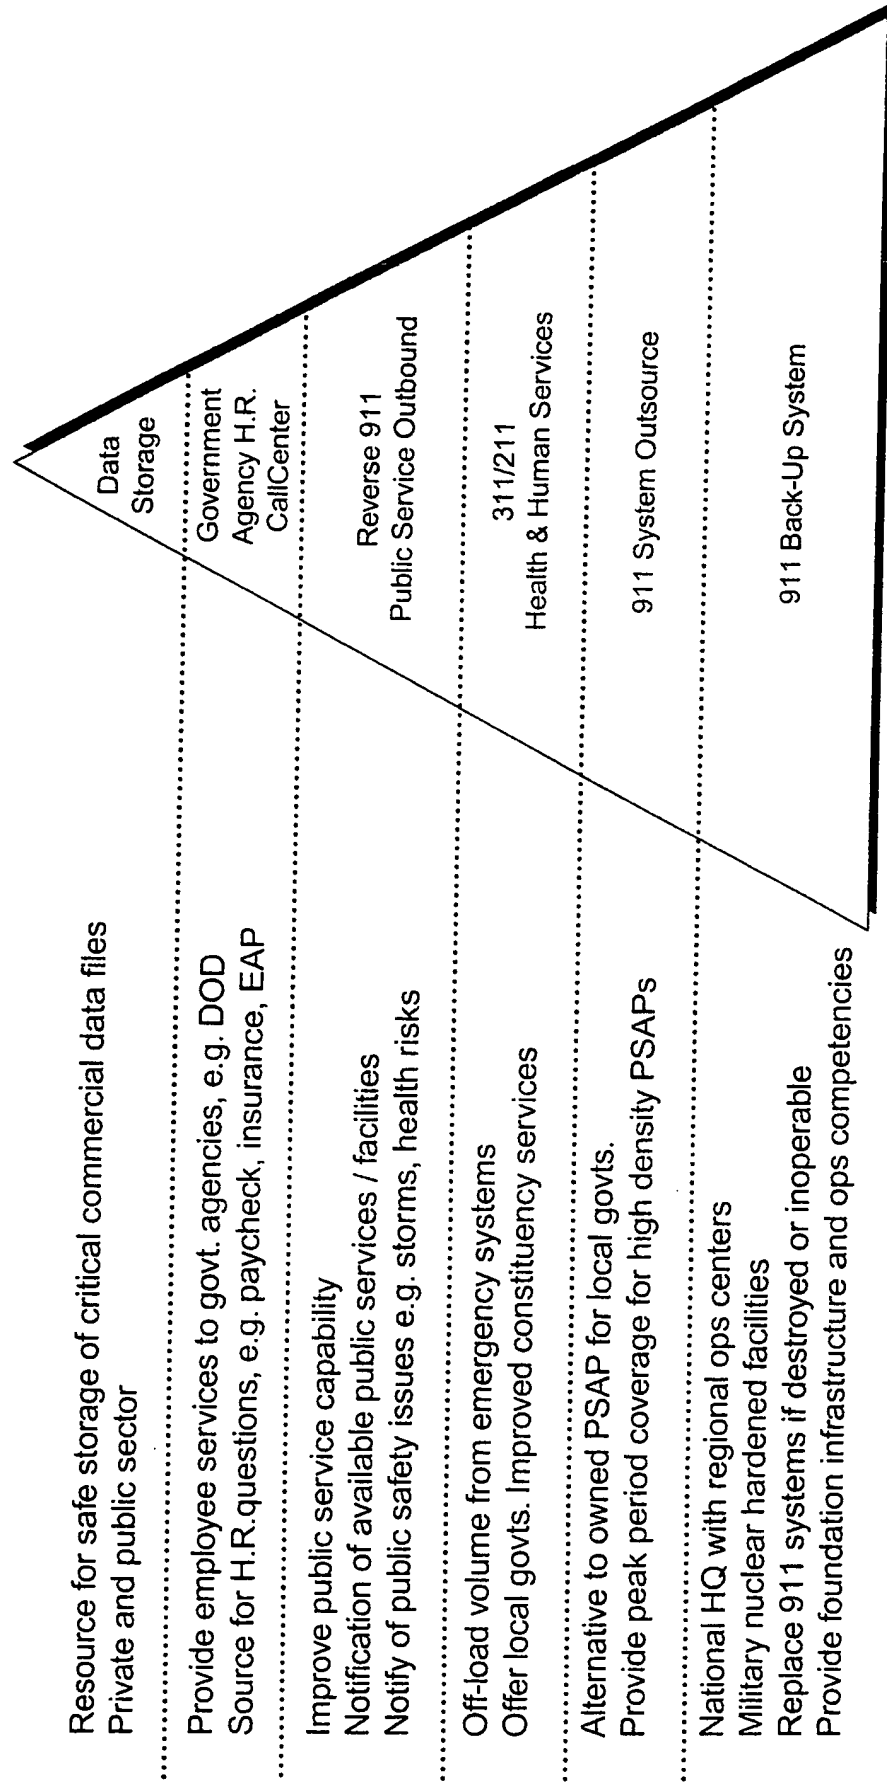 Resource for safe storage of critical commercial data files
Private and public sector
Data
Storage
Provide employee services to govt. agencies, e.g. DOD
Source for H.R.questions, e.g. paycheck, insurance, EAP
Government
Agency H.R.
CallCenter
Improve public service capability
Notification of available public services / facilities
Notify of public safety issues e.g. storms, health risks
Reverse 911
Public Service Outbound
Off-load volume from emergency systems
Offer local govts. Improved constituency services
311/211
Health & Human Services
Alternative to owned PSAP for local govts.
Provide peak period coverage for high density PSAPs
911 System Outsource
National HQ with regional ops centers
Military nuclear hardened facilities
Replace 911 systems if destroyed or inoperable
Provide foundation infrastructure and ops competencies
911 Back-Up System